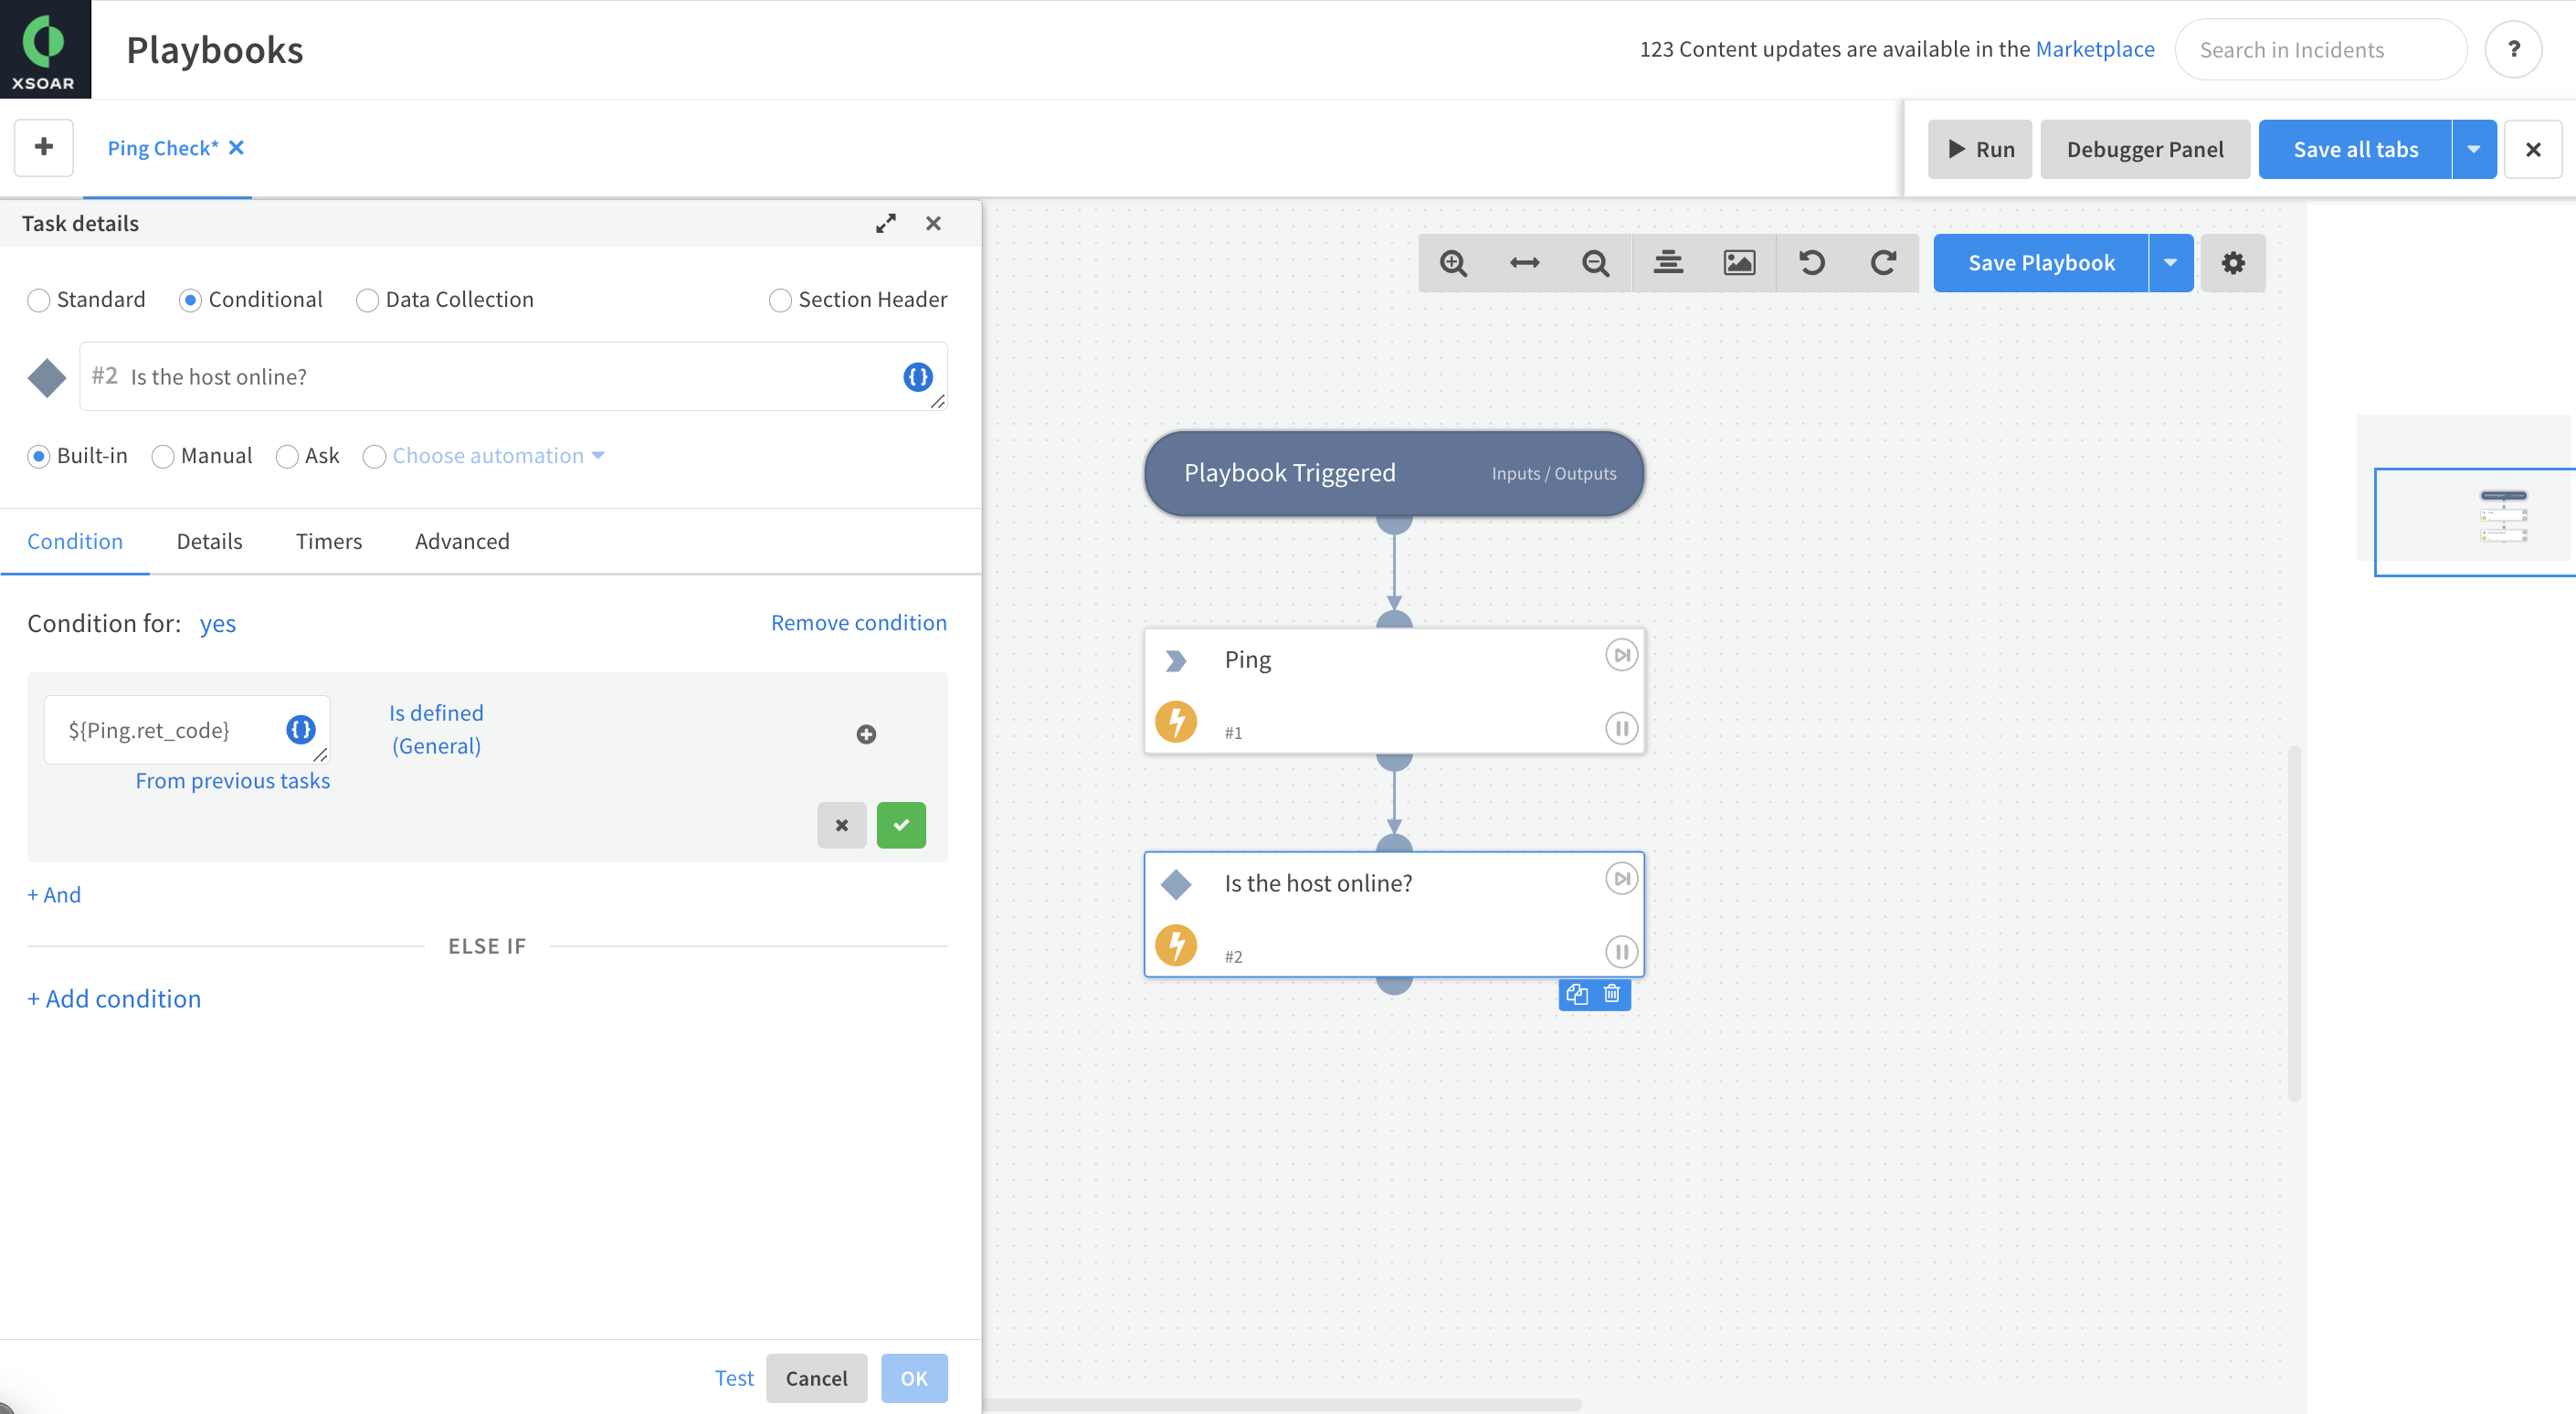 XSOAR
Playbooks
123 Content updates are available in the Marketplace
Search in Incidents
?
Ping Check*
Run
Debugger Panel
Save all tabs
Task details
Standard
Conditional
Data Collection
Section Header
#2 Is the host online?
{}
Built-in
Manual
Ask
Choose automation
Condition
Details
Timers
Advanced
Condition for: yes
Remove condition
${Ping.ret_code}
{}
Is defined
(General)
From previous tasks
+ And
ELSE IF
+ Add condition
Test
Cancel
OK
Save Playbook
Playbook Triggered
Inputs / Outputs
Ping
#1
Is the host online?
#2